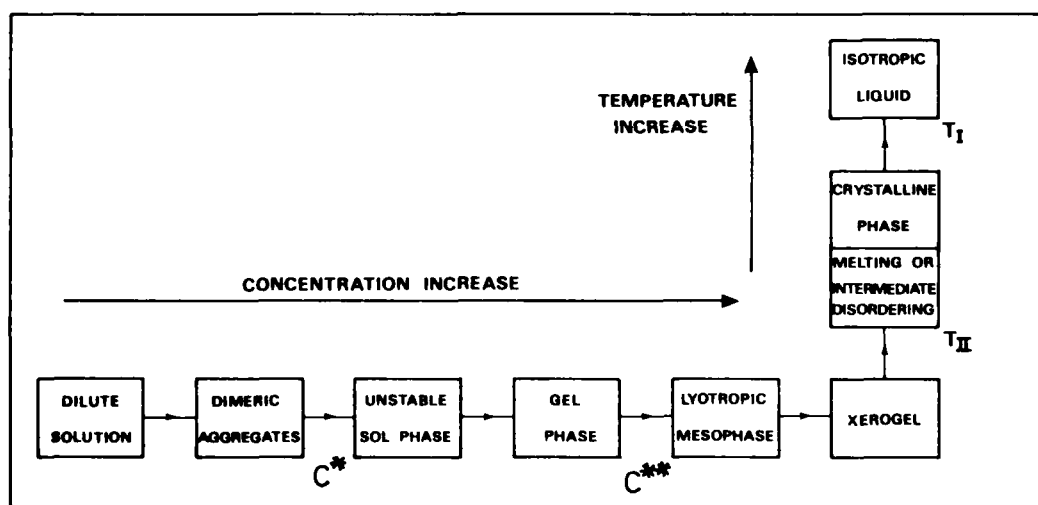 ISOTROPIC
LIQUID
T_I
TEMPERATURE
INCREASE
CRYSTALLINE
PHASE
MELTING OR
INTERMEDIATE
DISORDERING
T_II
CONCENTRATION INCREASE
DILUTE
SOLUTION
DIMERIC
AGGREGATES
C*
UNSTABLE
SOL PHASE
GEL
PHASE
C**
LYOTROPIC
MESOPHASE
XEROGEL